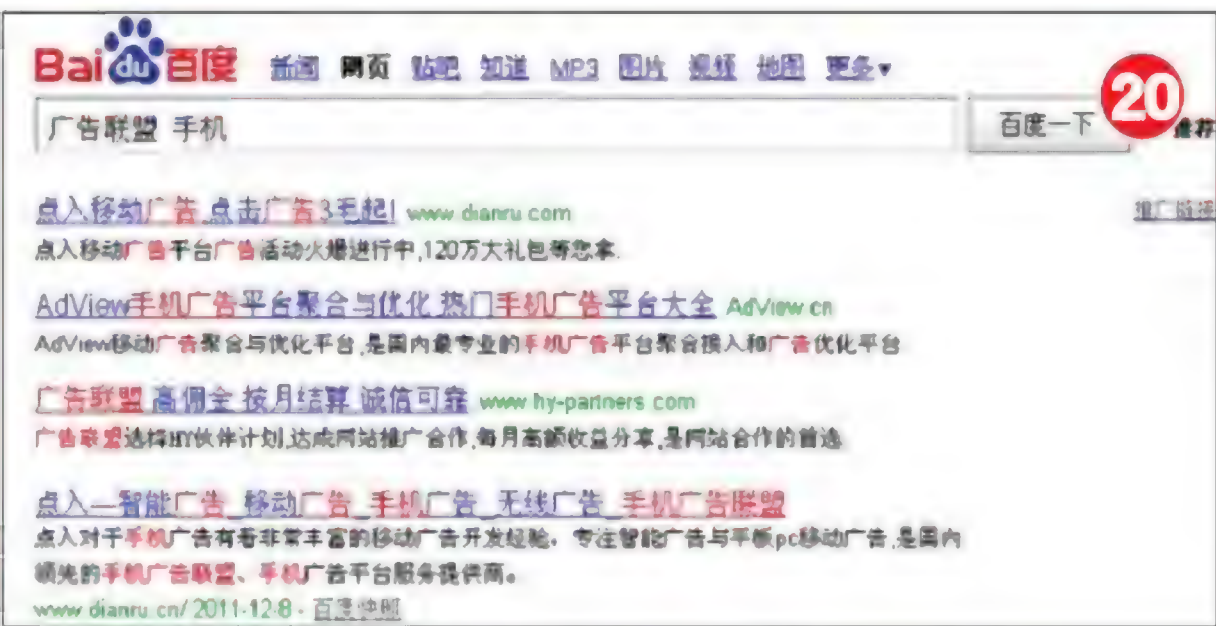 Baidu百度 新闻 网页 贴吧 知道 MP3 图片 视频 地图 更多▼
20
广告联盟 手机 百度一下 推荐
点入移动广告 点击广告3毛起! www.dianru.com 推广链接
点入移动广告平台广告活动火爆进行中,120万大礼包等您拿.
AdView手机广告平台聚合与优化 热门手机广告平台大全 AdView.cn
AdView移动广告聚合与优化平台,是国内最专业的手机广告平台聚合接入和广告优化平台
广告联盟 高佣金 按月结算 诚信可靠 www.hy-partners.com
广告联盟选择HY伙伴计划,达成网站推广合作,每月高额收益分享,是网站合作的首选
点入—智能广告_移动广告_手机广告_无线广告_手机广告联盟
点入对于手机广告有着非常丰富的移动广告开发经验。专注智能广告与平板pc移动广告,是国内
领先的手机广告联盟、手机广告平台服务提供商。
www.dianru.cn/ 2011-12-8 - 百度快照